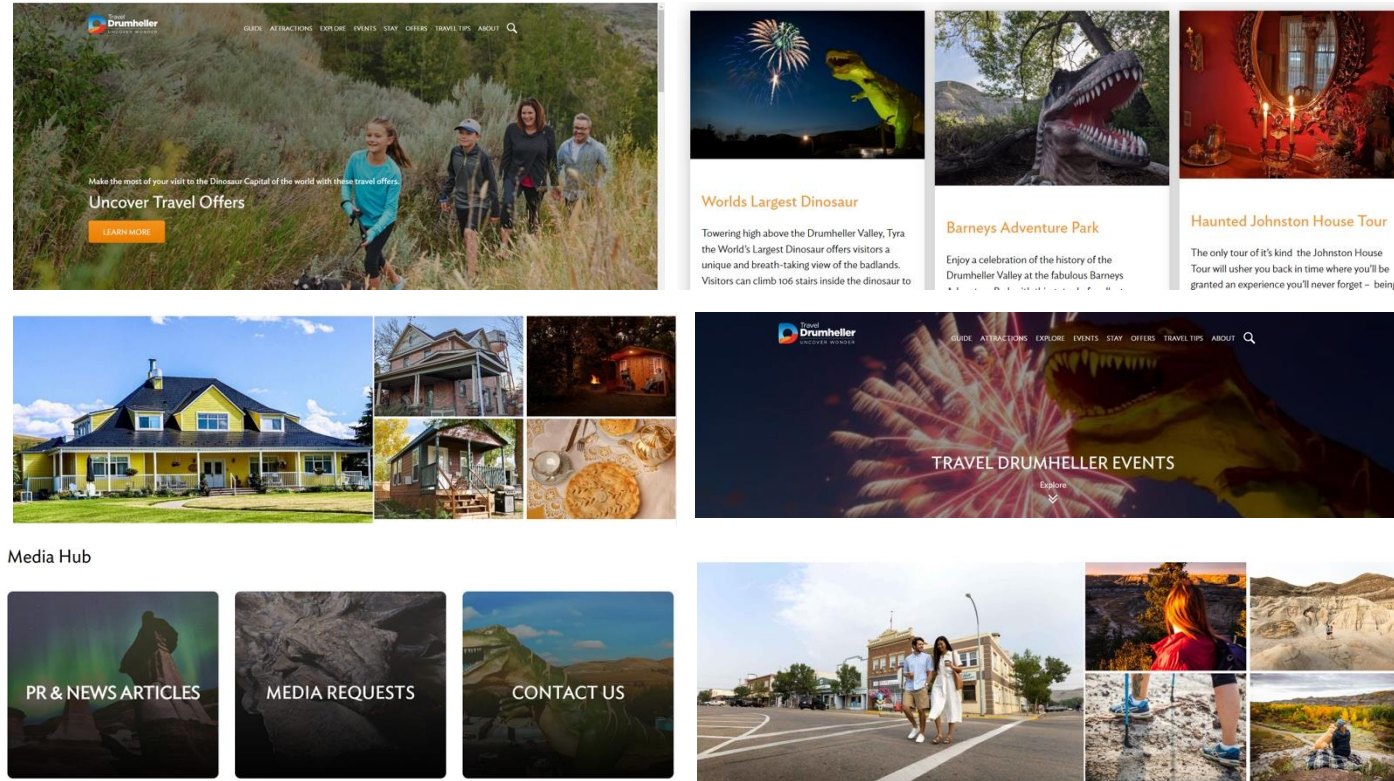 Travel
Drumheller
UNCOVER WONDER
GUIDE ATTRACTIONS EXPLORE EVENTS STAY OFFERS TRAVEL TIPS ABOUT
Make the most of your visit to the Dinosaur Capital of the world with these travel offers.
Uncover Travel Offers
LEARN MORE
Worlds Largest Dinosaur
Towering high above the Drumheller Valley, Tyra
the World's Largest Dinosaur offers visitors a
unique and breath-taking view of the badlands.
Visitors can climb 106 stairs inside the dinosaur to
Barneys Adventure Park
Enjoy a celebration of the history of the
Drumheller Valley at the fabulous Barneys
Haunted Johnston House Tour
The only tour of it's kind the Johnston House
Tour will usher you back in time where you'll be
granted an experience you'll never forget – being
Travel
Drumheller
UNCOVER WONDER
GUIDE ATTRACTIONS EXPLORE EVENTS STAY OFFERS TRAVEL TIPS ABOUT
TRAVEL DRUMHELLER EVENTS
Explore
Media Hub
PR & NEWS ARTICLES
MEDIA REQUESTS
CONTACT US